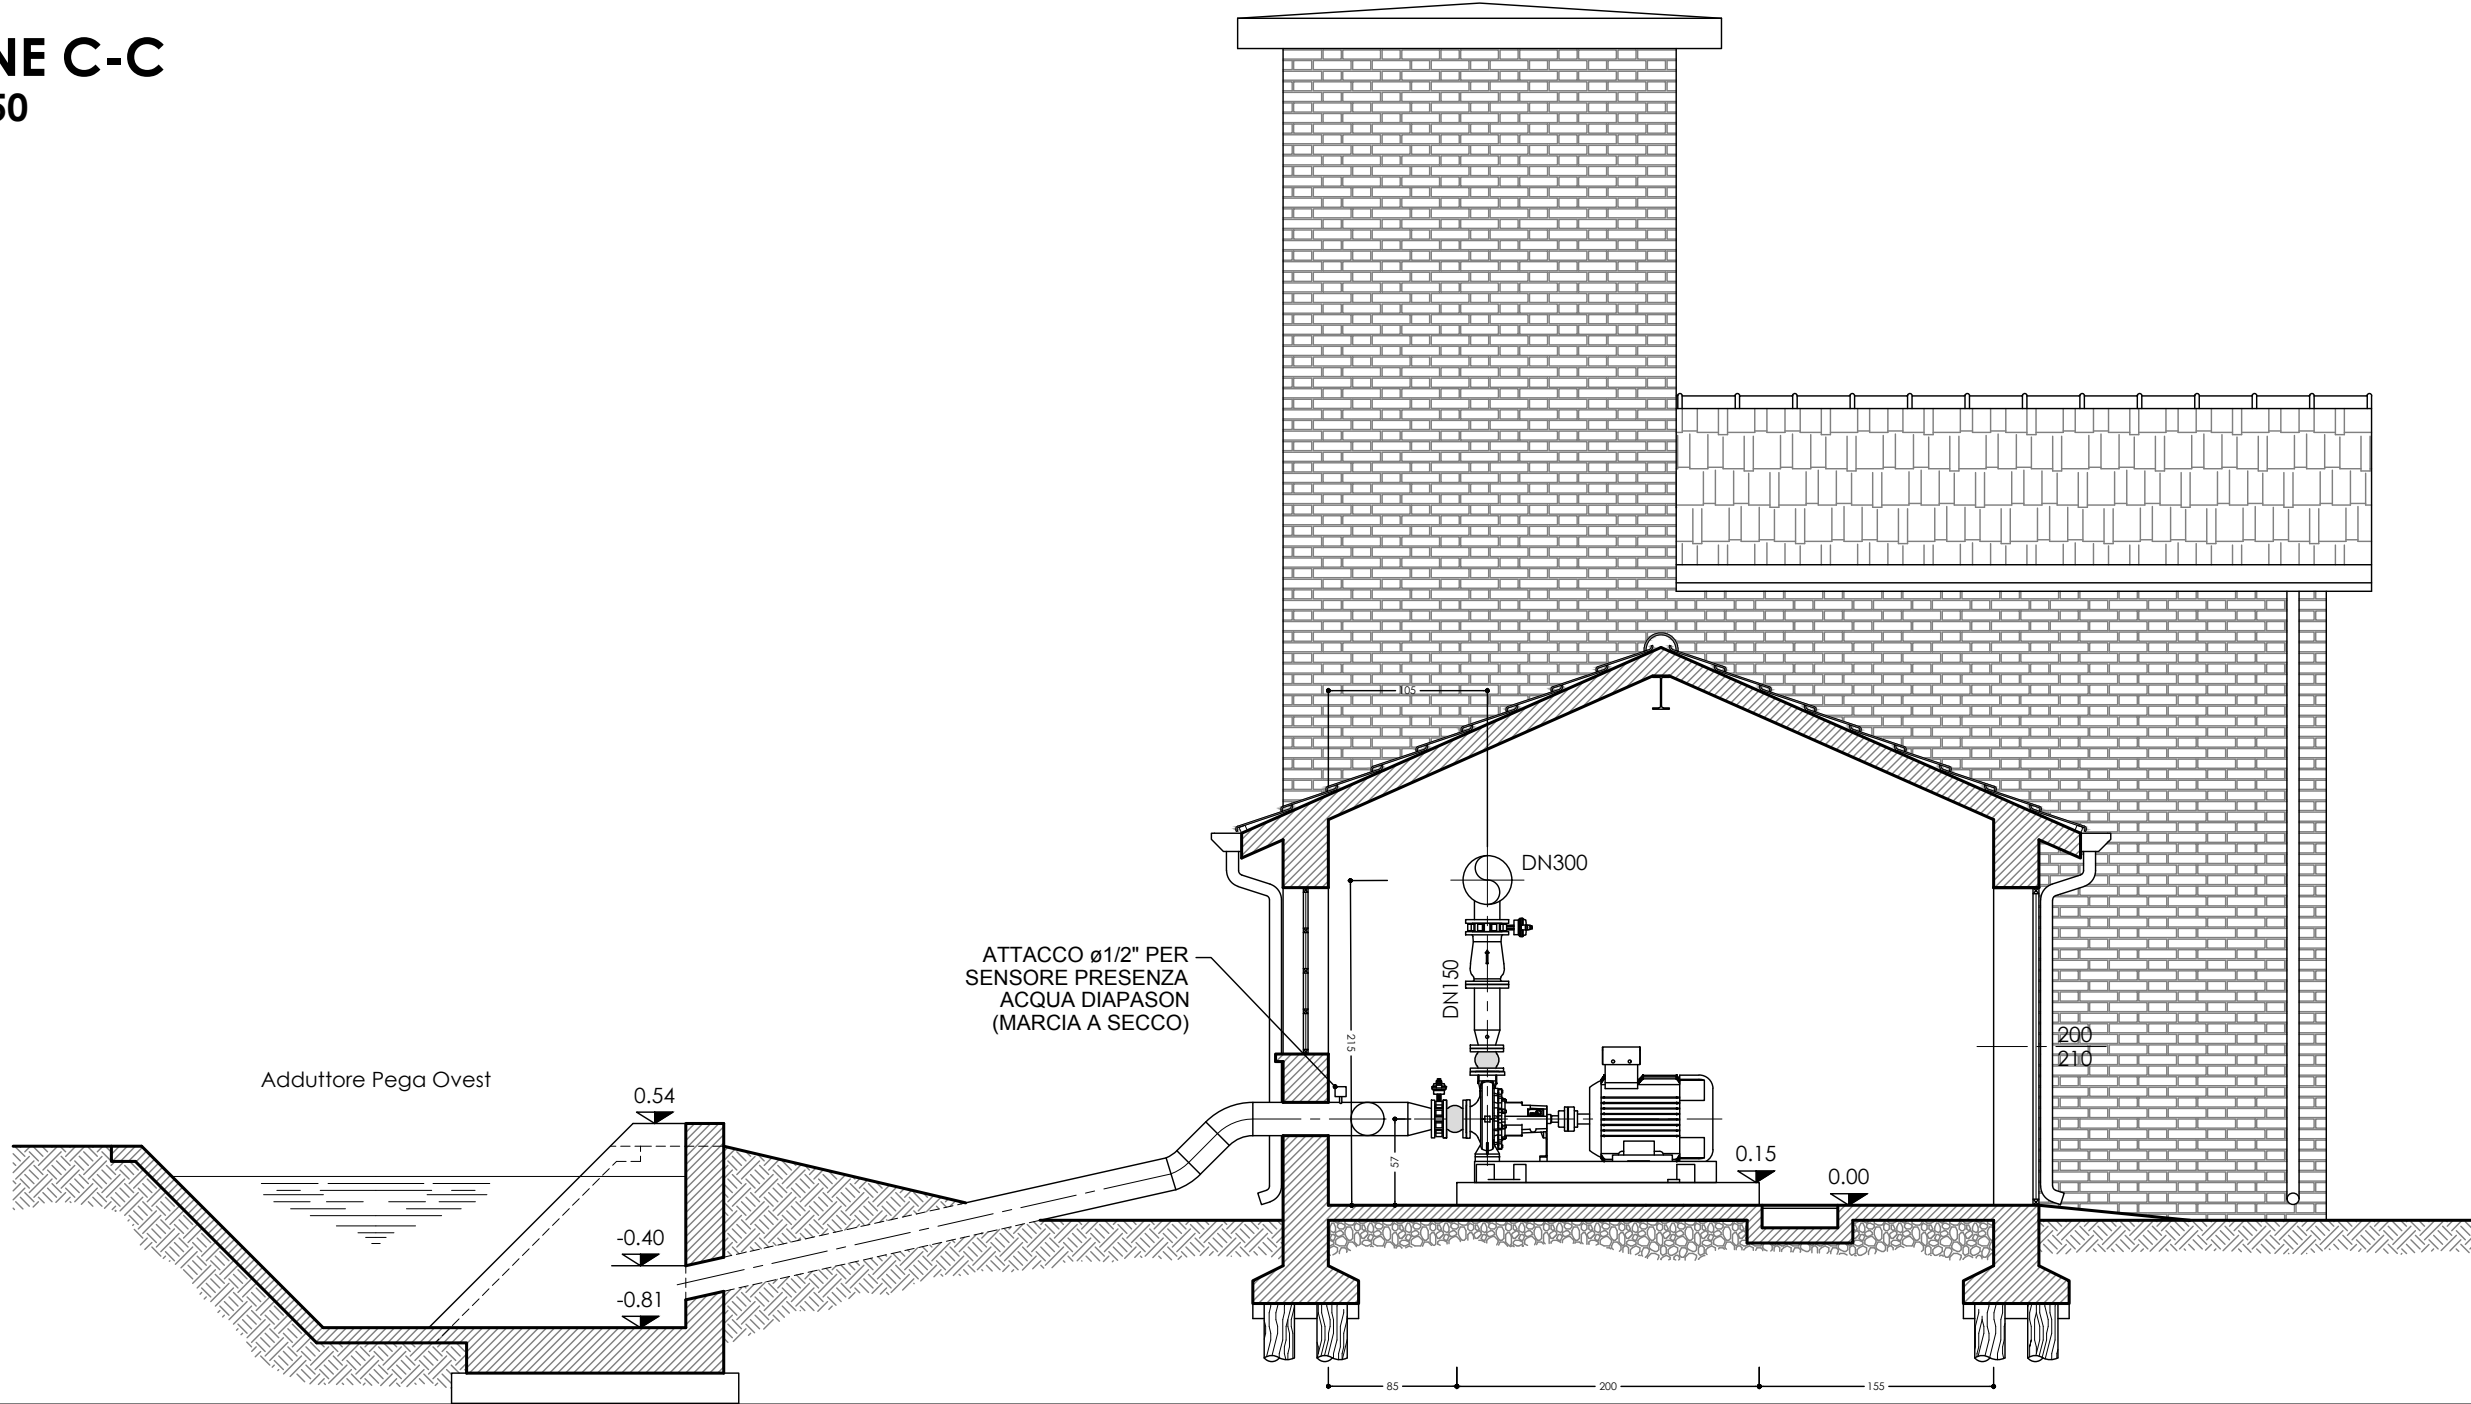 NE C-C
50
105
DN300
DN150
ATTACCO ø1/2" PER
SENSORE PRESENZA
ACQUA DIAPASON
(MARCIA A SECCO)
215
200
210
Adduttore Pega Ovest
0.54
57
0.15
0.00
-0.40
-0.81
85
200
155